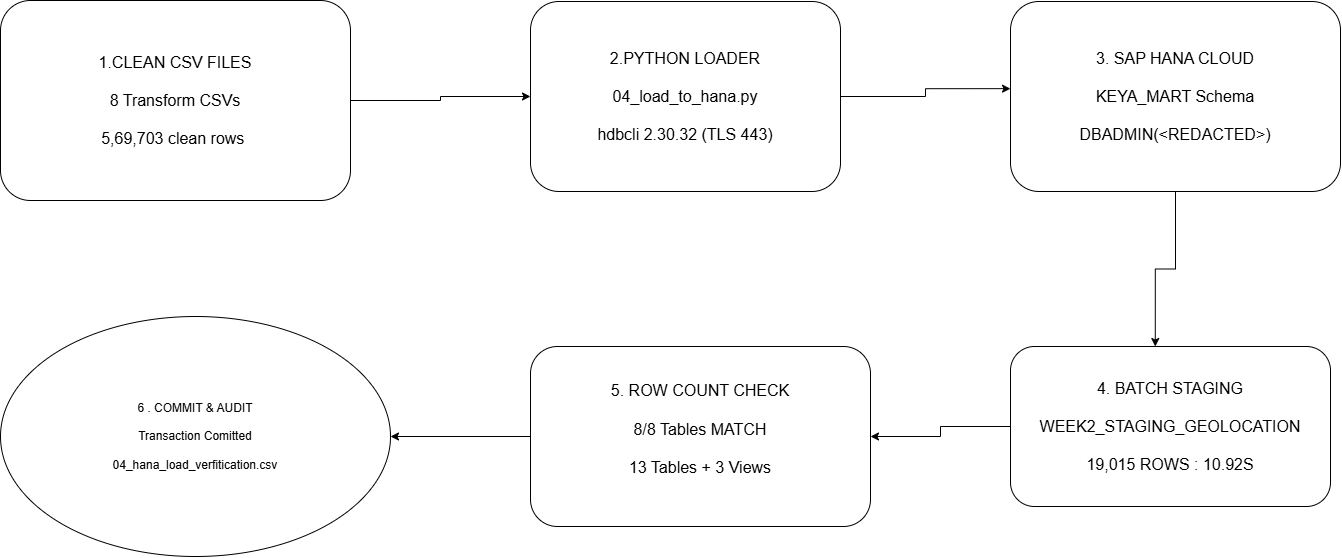 1.CLEAN CSV FILES
8 Transform CSVs
5,69,703 clean rows
2.PYTHON LOADER
04_load_to_hana.py
hdbcli 2.30.32 (TLS 443)
3. SAP HANA CLOUD
KEYA_MART Schema
DBADMIN(<REDACTED>)
4. BATCH STAGING
WEEK2_STAGING_GEOLOCATION
19,015 ROWS : 10.92S
5. ROW COUNT CHECK
8/8 Tables MATCH
13 Tables + 3 Views
6 . COMMIT & AUDIT
Transaction Comitted
04_hana_load_verfitication.csv